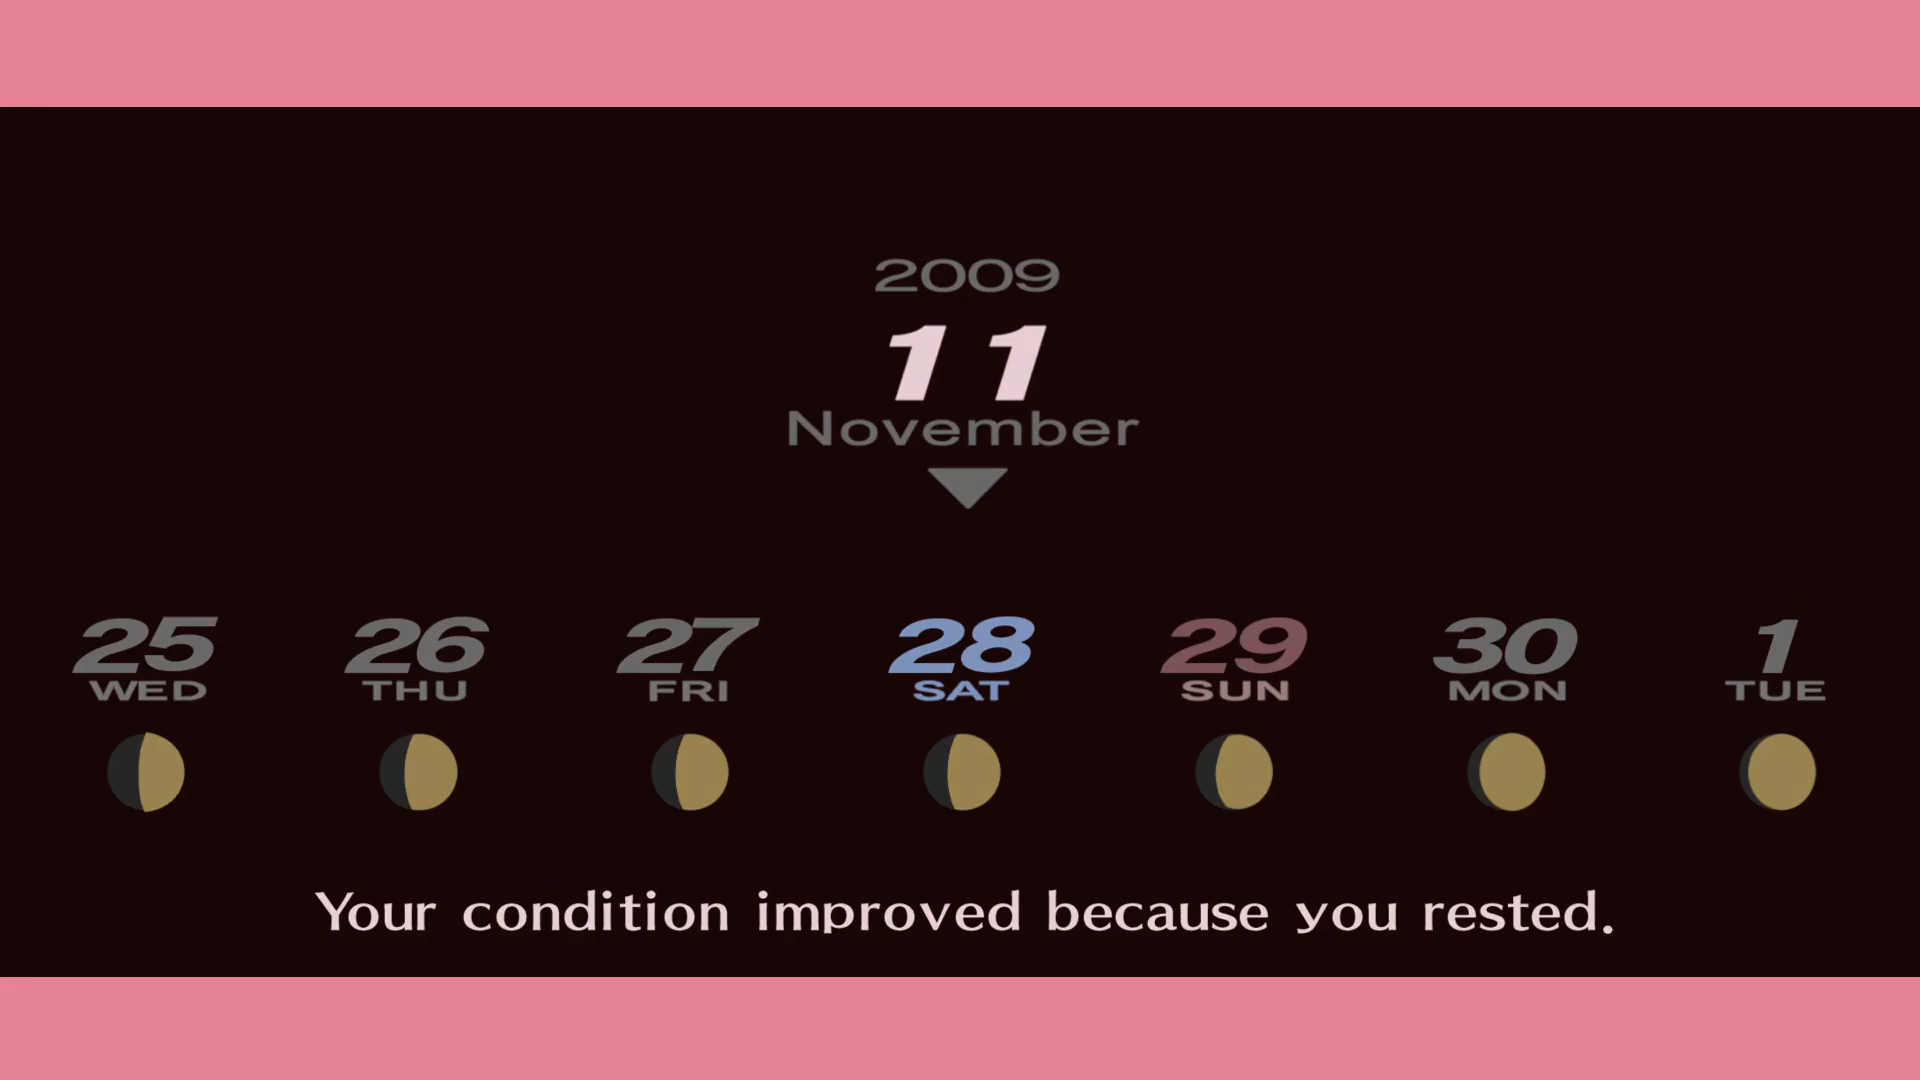 2009
11
November
25 26 27 28 29 30 1
WED THU FRI SAT SUN MON TUE
Your condition improved because you rested.